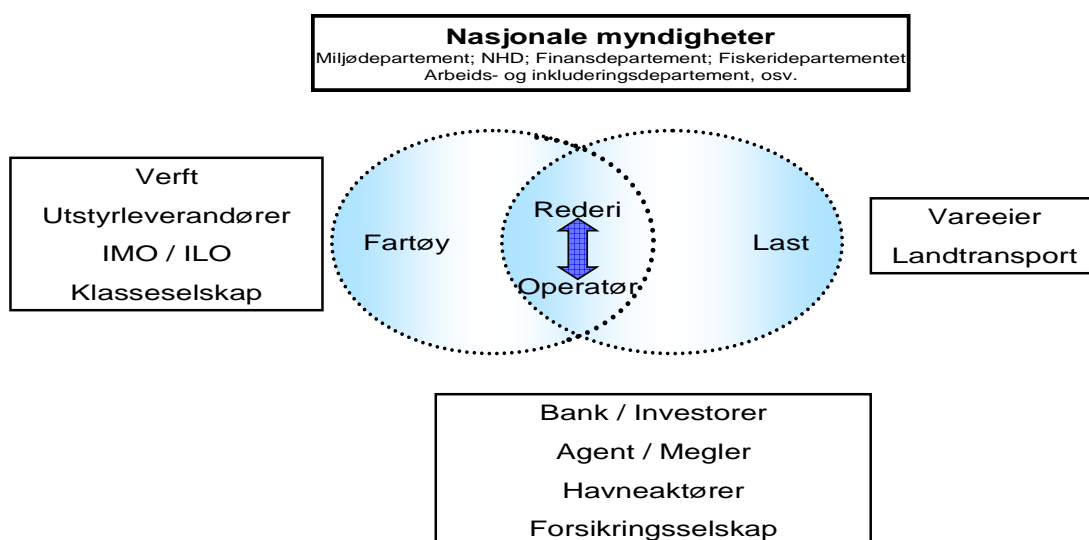 Nasjonale myndigheter
Miljødepartement; NHD; Finansdepartement; Fiskeridepartementet
Arbeids- og inkluderingsdepartement, osv.
Verft
Utstyrleverandører
IMO / ILO
Klasseselskap
Fartøy
Rederi
Operatør
Last
Vareeier
Landtransport
Bank / Investorer
Agent / Megler
Havneaktører
Forsikringsselskap